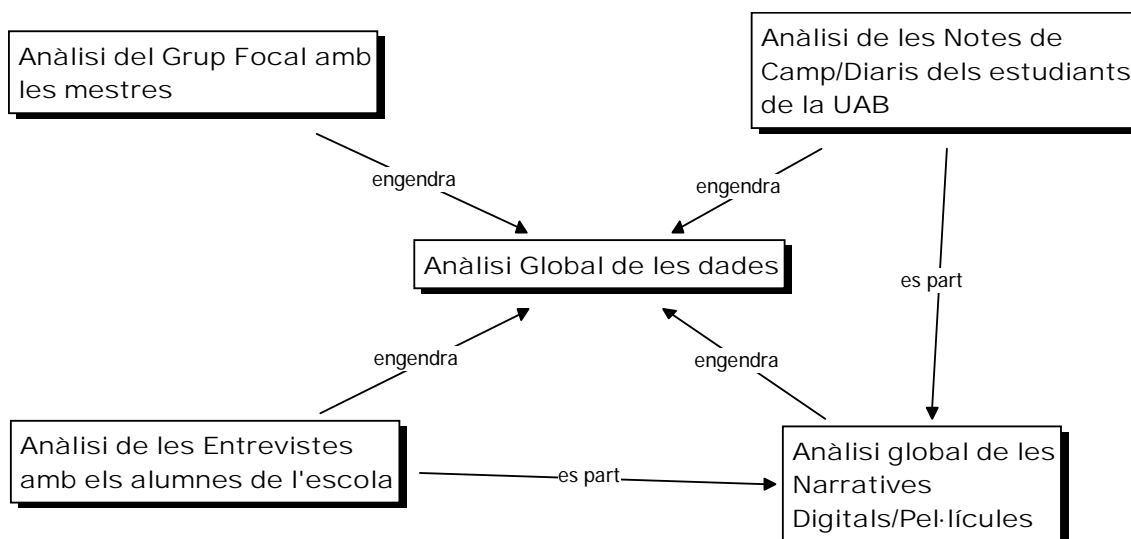 Anàlisi del Grup Focal amb
les mestres
Anàlisi de les Notes de
Camp/Diaris dels estudiants
de la UAB
engendra
engendra
Anàlisi Global de les dades
es part
engendra
engendra
Anàlisi de les Entrevistes
amb els alumnes de l'escola
es part
Anàlisi global de les
Narratives
Digitals/Pel·lícules